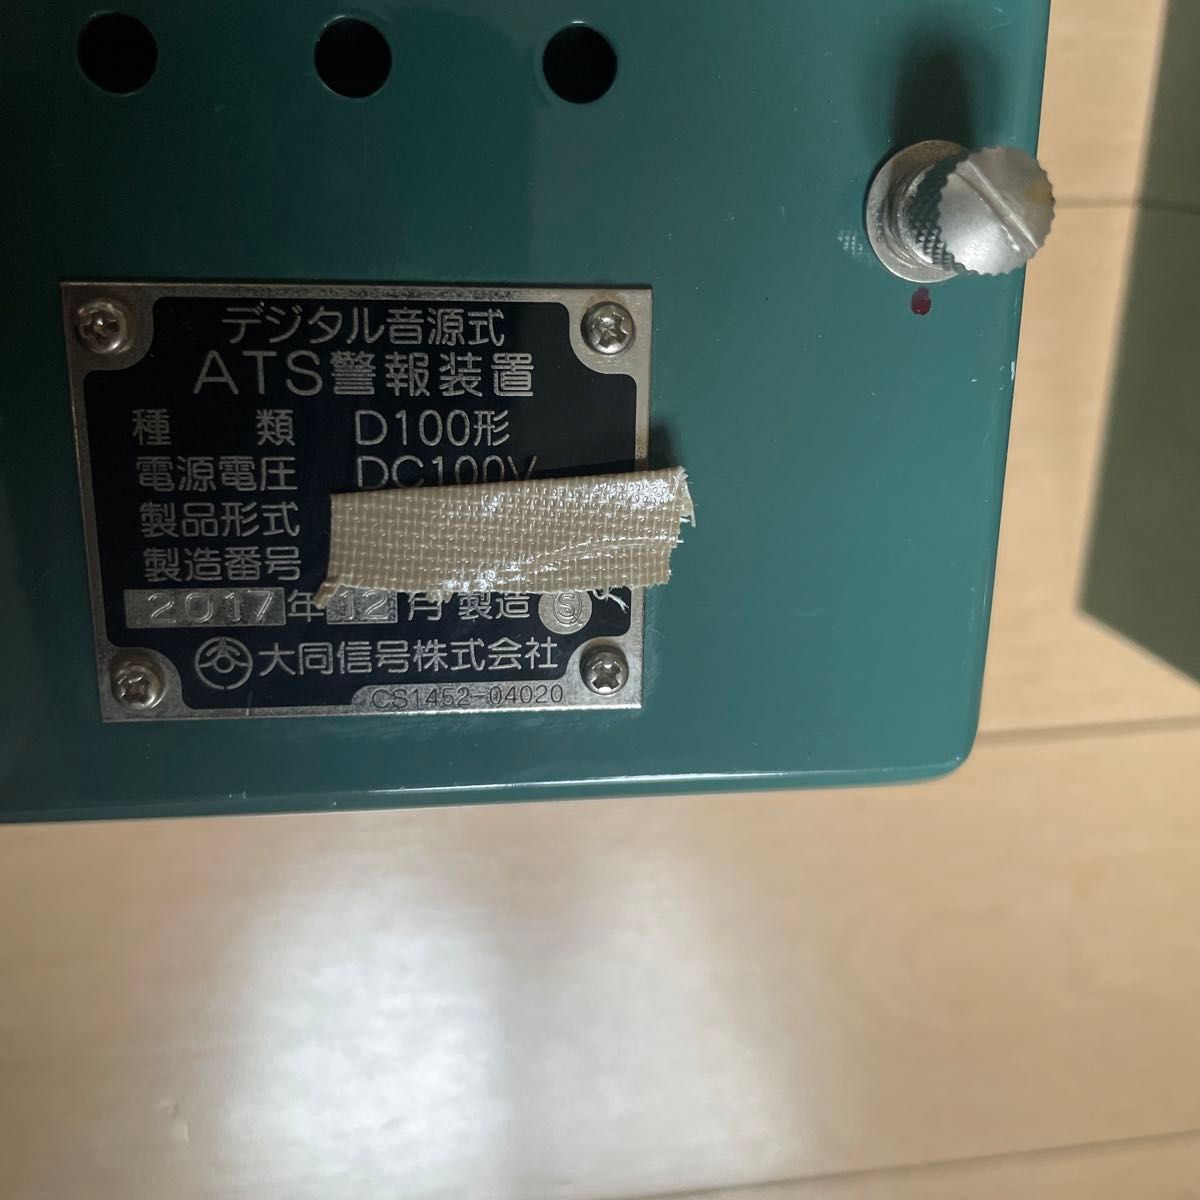 デジタル音源式
ATS警報装置
種 類 D100形
電源電圧 DC100V
製品形式
製造番号
2017年12月 製造 S
大同信号株式会社
CS1452-04020